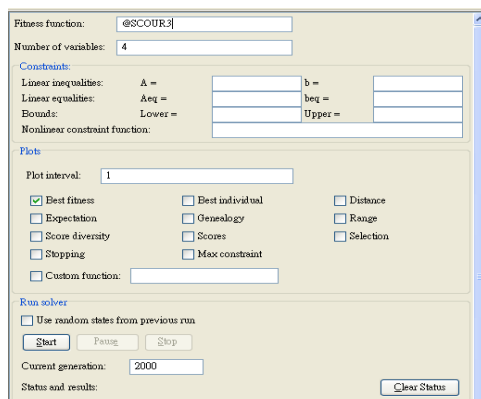 Fitness function: @SCOUR3
Number of variables: 4
Constraints:
Linear inequalities: A = b =
Linear equalities: Aeq = beq =
Bounds: Lower = Upper =
Nonlinear constraint function:
Plots
Plot interval: 1
Best fitness Best individual Distance
Expectation Genealogy Range
Score diversity Scores Selection
Stopping Max constraint
Custom function:
Run solver
Use random states from previous run
Start Pause Stop
Current generation: 2000
Status and results: Clear Status